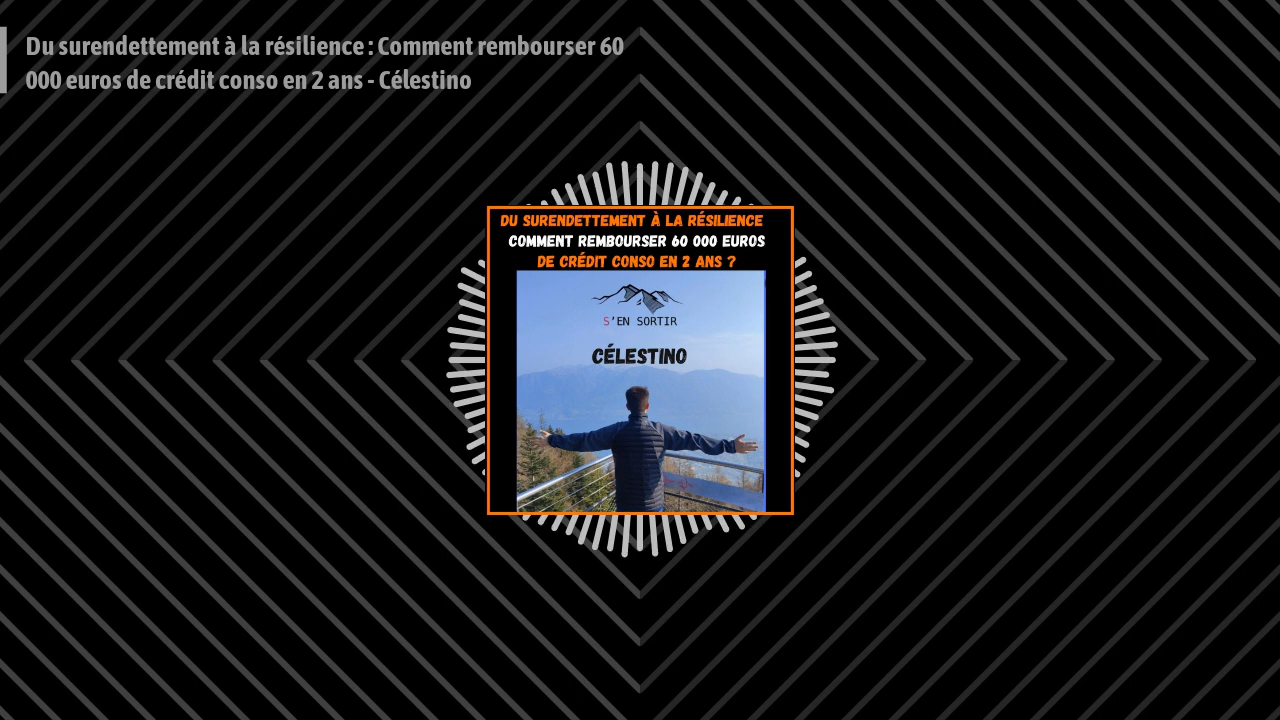 Du surendettement à la résilience : Comment rembourser 60
000 euros de crédit conso en 2 ans - Célestino
DU SURENDETTEMENT À LA RÉSILIENCE
COMMENT REMBOURSER 60 000 EUROS
DE CRÉDIT CONSO EN 2 ANS ?
S'EN SORTIR
CÉLESTINO